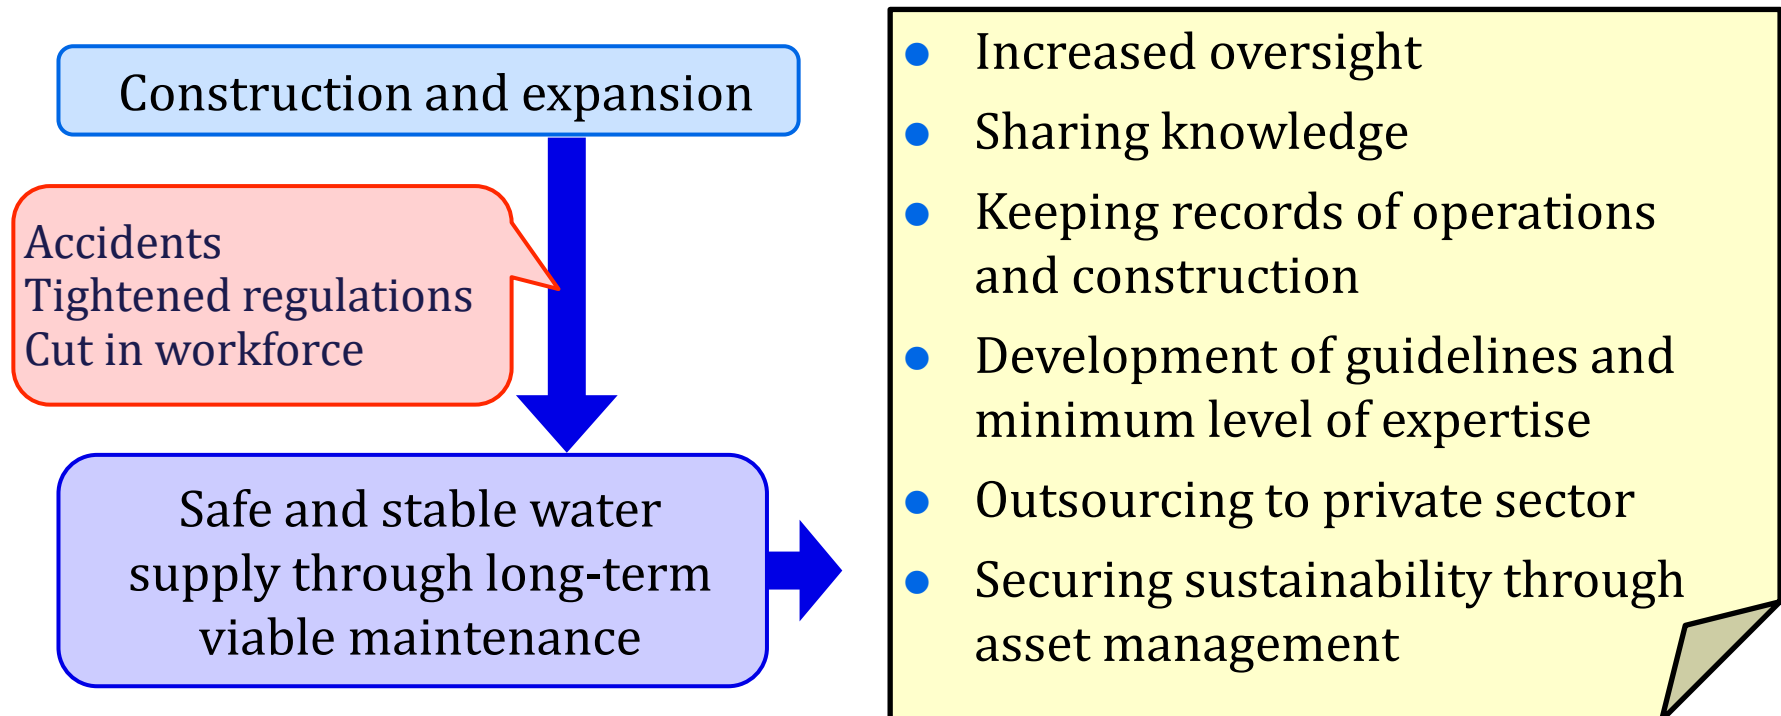 Construction and expansion
Accidents
Tightened regulations
Cut in workforce
Safe and stable water
supply through long-term
viable maintenance
● Increased oversight
● Sharing knowledge
● Keeping records of operations
and construction
● Development of guidelines and
minimum level of expertise
● Outsourcing to private sector
● Securing sustainability through
asset management